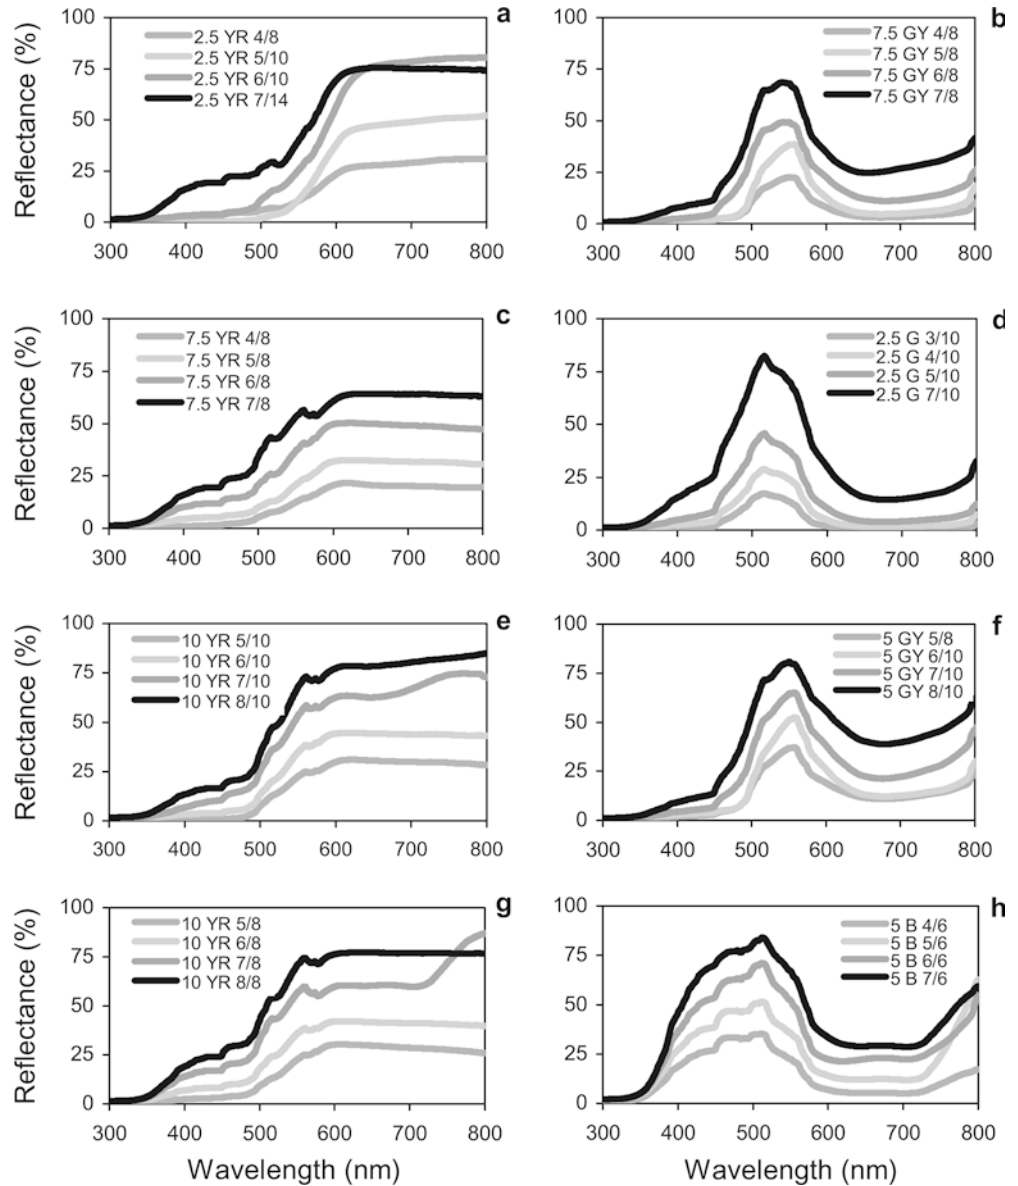 a
Reflectance (%)
100
75
50
25
0
2.5 YR 4/8
2.5 YR 5/10
2.5 YR 6/10
2.5 YR 7/14
300 400 500 600 700 800
b
100
75
50
25
0
7.5 GY 4/8
7.5 GY 5/8
7.5 GY 6/8
7.5 GY 7/8
300 400 500 600 700 800
c
Reflectance (%)
100
75
50
25
0
7.5 YR 4/8
7.5 YR 5/8
7.5 YR 6/8
7.5 YR 7/8
300 400 500 600 700 800
d
100
75
50
25
0
2.5 G 3/10
2.5 G 4/10
2.5 G 5/10
2.5 G 7/10
300 400 500 600 700 800
e
Reflectance (%)
100
75
50
25
0
10 YR 5/10
10 YR 6/10
10 YR 7/10
10 YR 8/10
300 400 500 600 700 800
f
100
75
50
25
0
5 GY 5/8
5 GY 6/10
5 GY 7/10
5 GY 8/10
300 400 500 600 700 800
g
Reflectance (%)
100
75
50
25
0
10 YR 5/8
10 YR 6/8
10 YR 7/8
10 YR 8/8
300 400 500 600 700 800
Wavelength (nm)
h
100
75
50
25
0
5 B 4/6
5 B 5/6
5 B 6/6
5 B 7/6
300 400 500 600 700 800
Wavelength (nm)